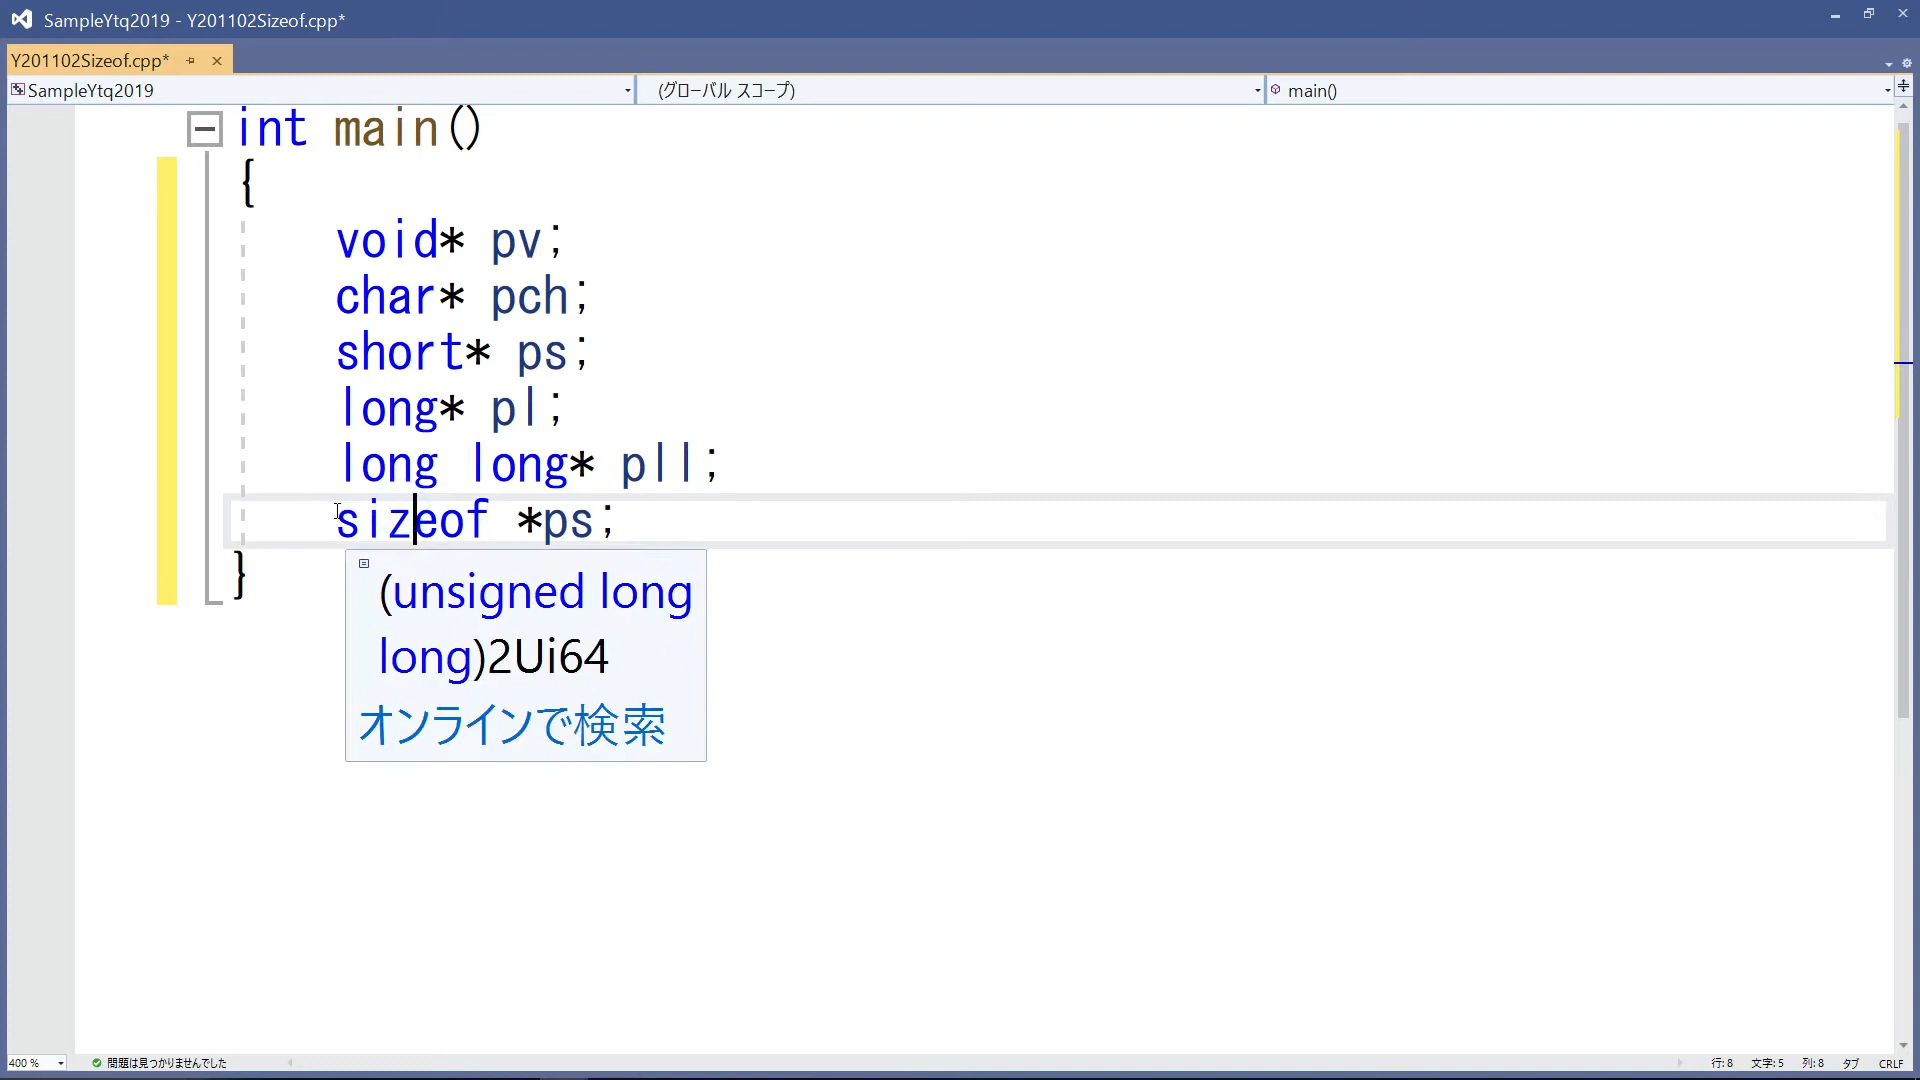 SampleYtq2019 - Y201102Sizeof.cpp*
Y201102Sizeof.cpp*
SampleYtq2019
(グローバル スコープ)
main()
int main()
{
void* pv;
char* pch;
short* ps;
long* pl;
long long* pll;
sizeof *ps;
}
(unsigned long
long)2Ui64
オンラインで検索
400 %
問題は見つかりませんでした
行: 8
文字: 5
列: 8
タブ
CRLF